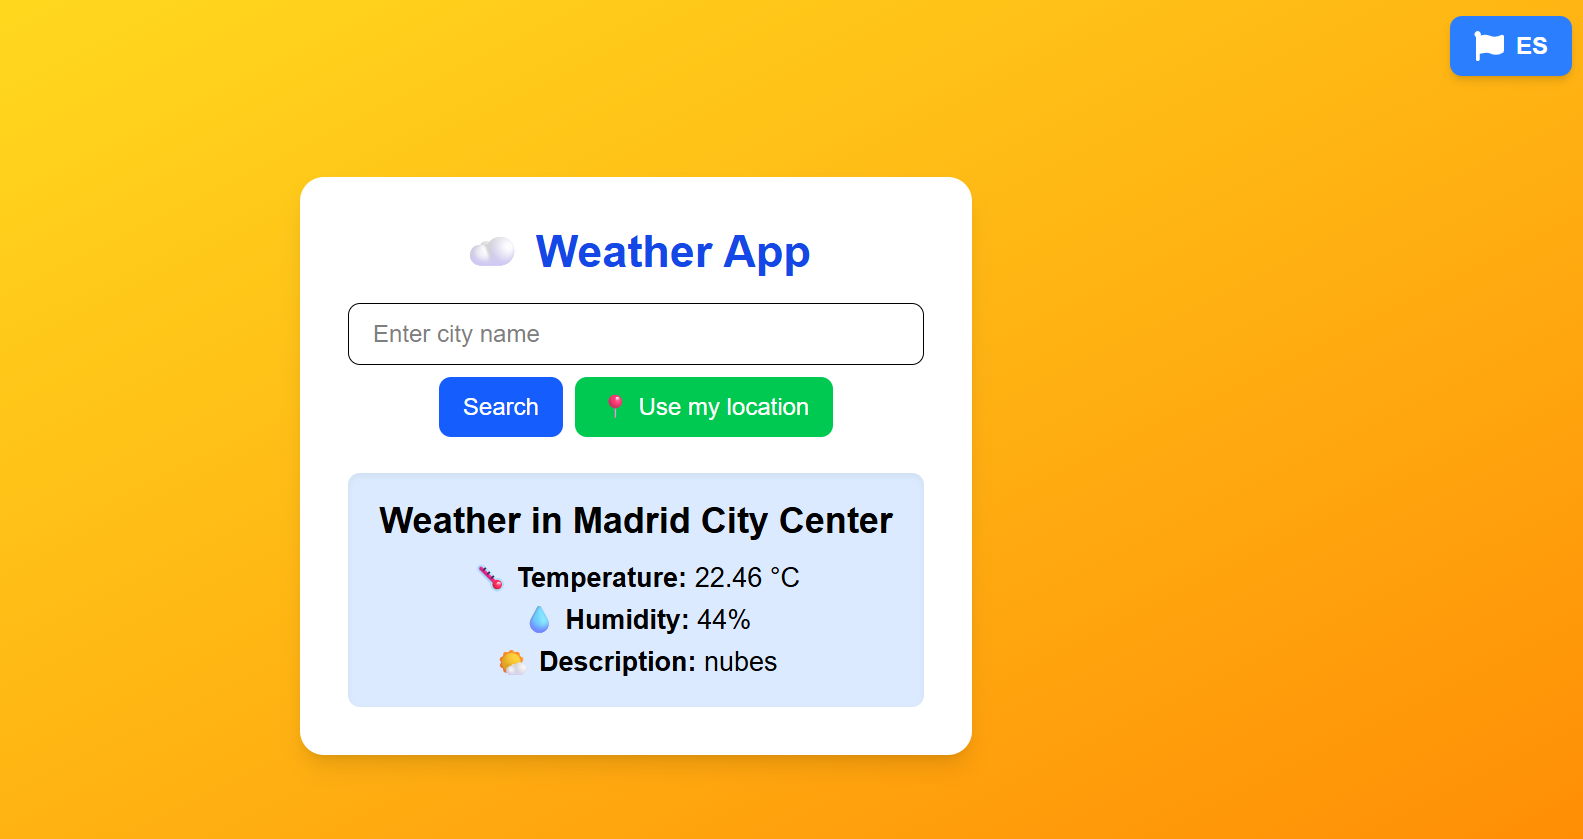 ES
Weather App
Enter city name
Search
Use my location
Weather in Madrid City Center
Temperature: 22.46 °C
Humidity: 44%
Description: nubes